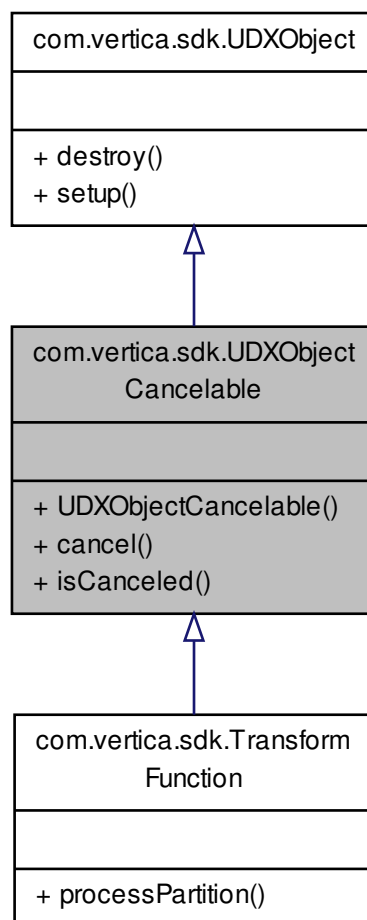 com.vertica.sdk.UDXObject
+ destroy()
+ setup()
com.vertica.sdk.UDXObject
Cancelable
+ UDXObjectCancelable()
+ cancel()
+ isCanceled()
com.vertica.sdk.Transform
Function
+ processPartition()